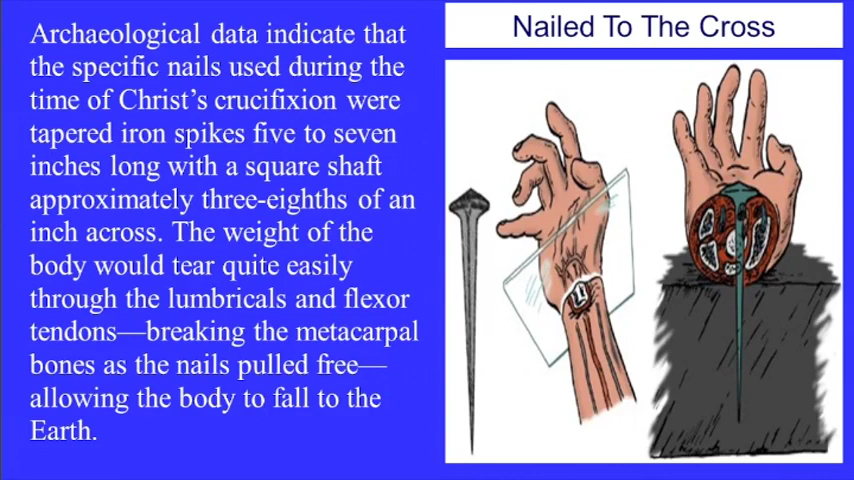 Nailed To The Cross
Archaeological data indicate that
the specific nails used during the
time of Christ’s crucifixion were
tapered iron spikes five to seven
inches long with a square shaft
approximately three-eighths of an
inch across. The weight of the
body would tear quite easily
through the lumbricals and flexor
tendons—breaking the metacarpal
bones as the nails pulled free—
allowing the body to fall to the
Earth.